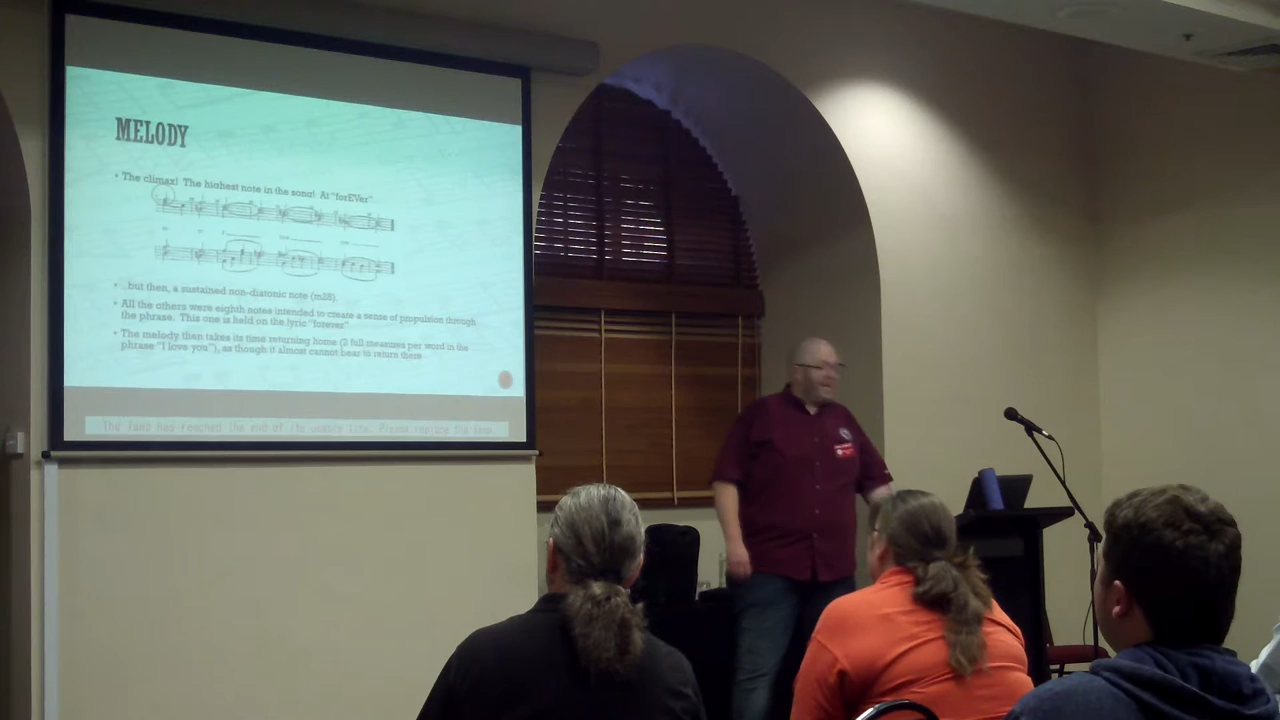 MELODY
• The climax! The highest note in the song! At "forEVer"
• ...but then, a sustained non-diatonic note (m28).
• All the others were eighth notes intended to create a sense of propulsion through
the phrase. This one is held on the lyric "forever"
• The melody then takes its time returning home (2 full measures per word in the
phrase "I love you"), as though it almost cannot bear to return there
The lamp has reached the end of its usable life. Please replace the lamp.